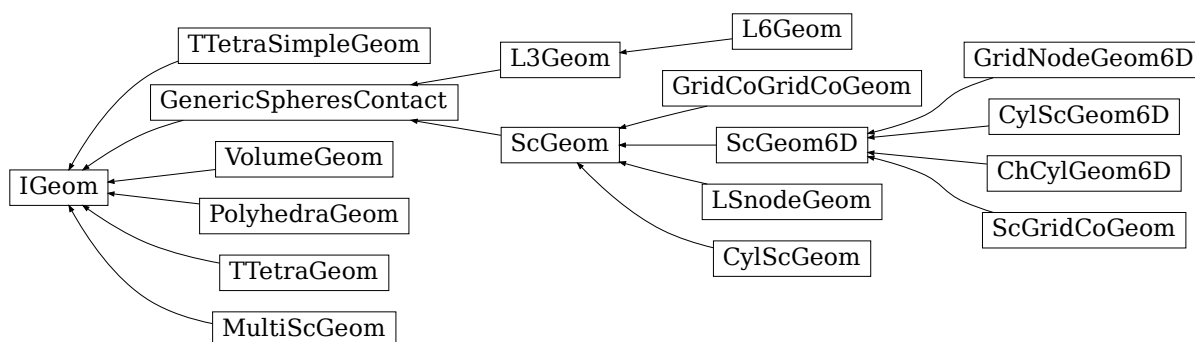 TTetraSimpleGeom
L6Geom
L3Geom
GridNodeGeom6D
GenericSpheresContact
GridCoGridCoGeom
CylScGeom6D
VolumeGeom
ScGeom
ScGeom6D
IGeom
ChCylGeom6D
PolyhedraGeom
LSnodeGeom
ScGridCoGeom
TTetraGeom
CylScGeom
MultiScGeom